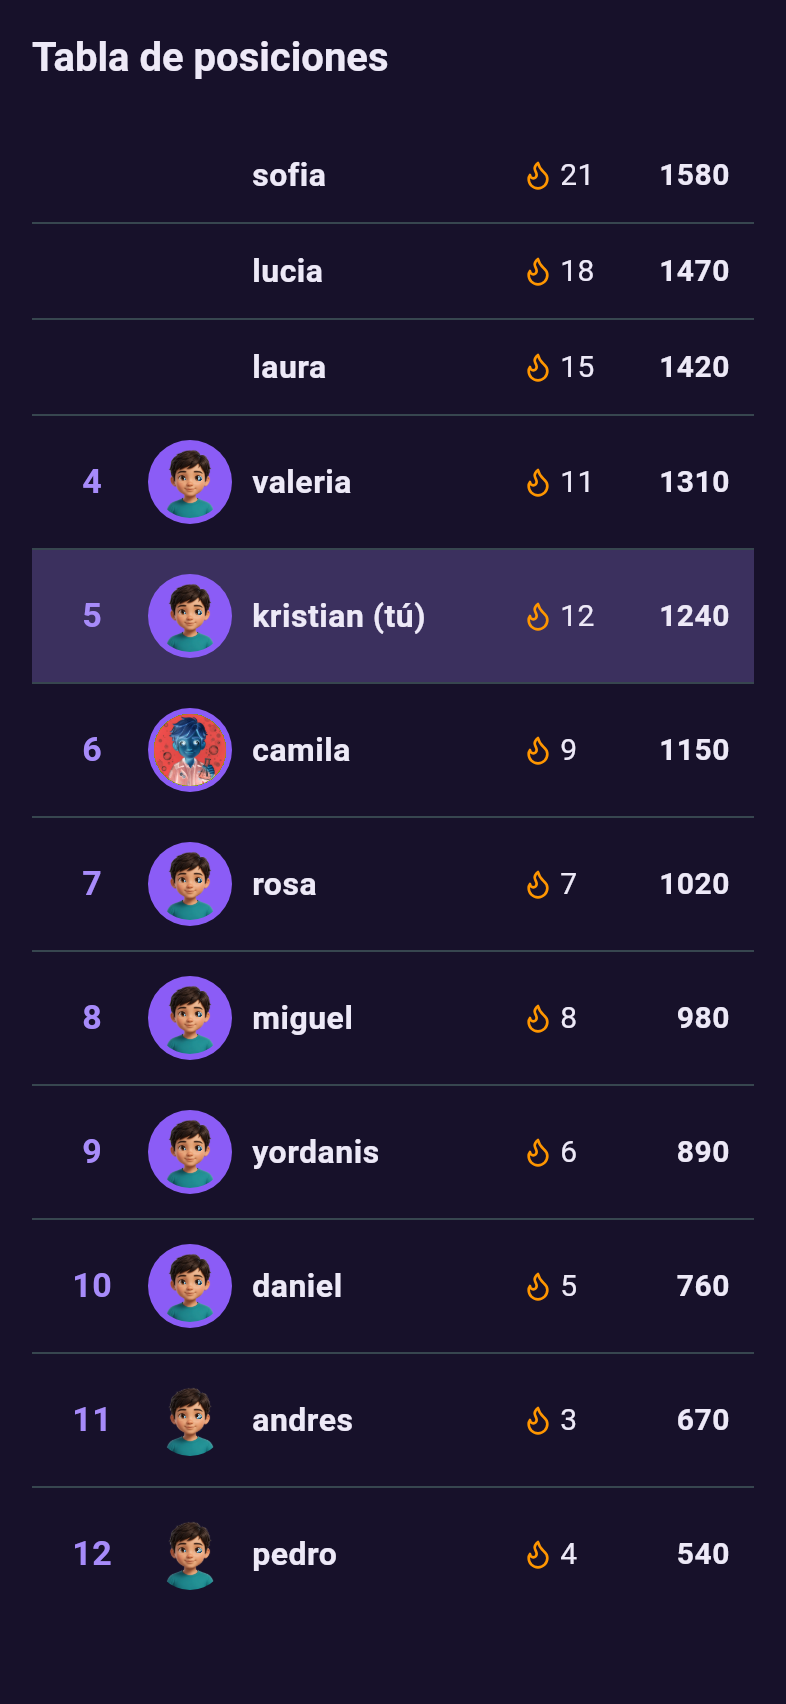 Tabla de posiciones
sofia 21 1580
lucia 18 1470
laura 15 1420
4 valeria 11 1310
5 kristian (tú) 12 1240
6 camila 9 1150
7 rosa 7 1020
8 miguel 8 980
9 yordanis 6 890
10 daniel 5 760
11 andres 3 670
12 pedro 4 540